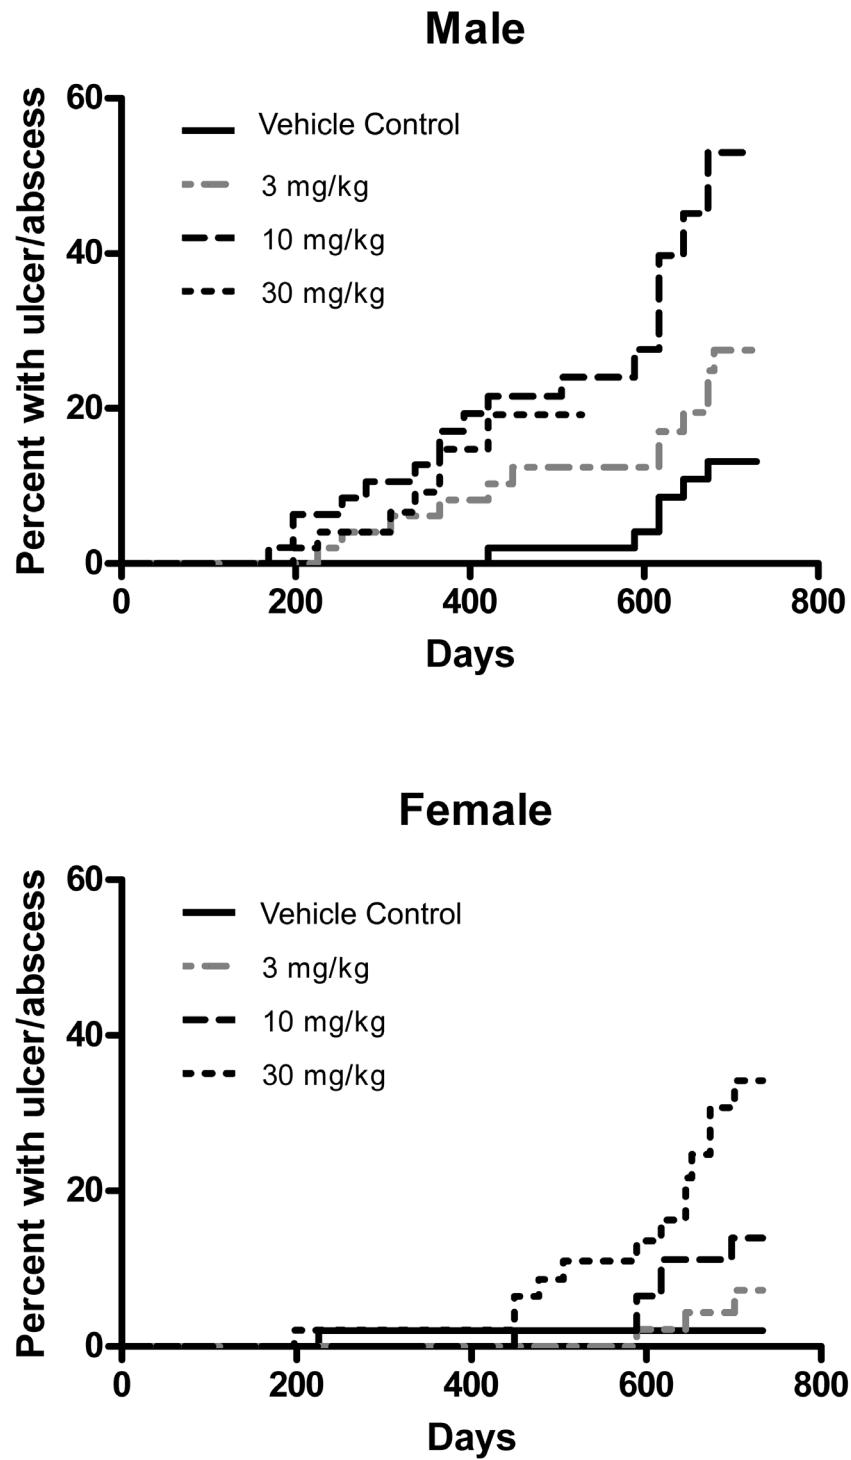 Male
Percent with ulcer/abscess
60
40
20
0
Vehicle Control
3 mg/kg
10 mg/kg
30 mg/kg
0 200 400 600 800
Days
Female
Percent with ulcer/abscess
60
40
20
0
Vehicle Control
3 mg/kg
10 mg/kg
30 mg/kg
0 200 400 600 800
Days